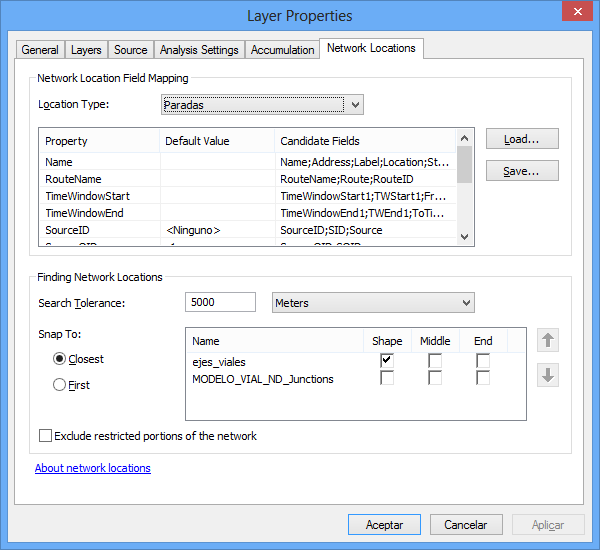 Layer Properties
General Layers Source Analysis Settings Accumulation Network Locations
Network Location Field Mapping
Location Type: Paradas
Property Default Value Candidate Fields
Name Name;Address;Label;Location;St...
RouteName RouteName;Route;RouteID
TimeWindowStart TimeWindowStart1;TWStart1;Fr...
TimeWindowEnd TimeWindowEnd1;TWEnd1;ToTi...
SourceID <Ninguno> SourceID;SID;Source
Load...
Save...
Finding Network Locations
Search Tolerance: 5000 Meters
Snap To:
Closest
First
Name Shape Middle End
ejes_viales
MODELO_VIAL_ND_Junctions
Exclude restricted portions of the network
About network locations
Aceptar Cancelar Aplicar